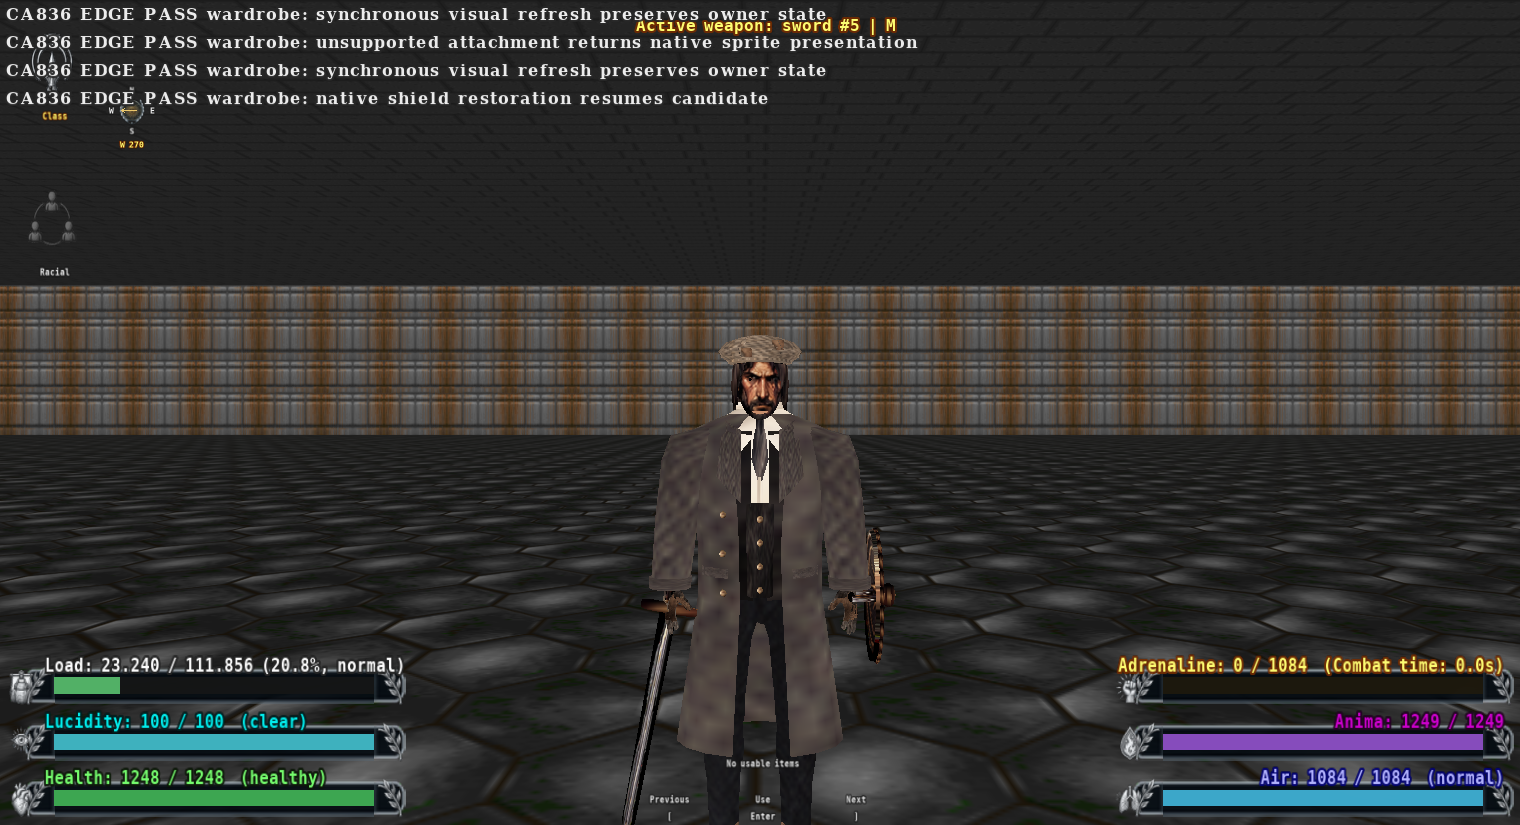 CA836 EDGE PASS wardrobe: synchronous visual refresh preserves owner state
Active weapon: sword #5 | M
CA836 EDGE PASS wardrobe: unsupported attachment returns native sprite presentation
CA836 EDGE PASS wardrobe: synchronous visual refresh preserves owner state
CA836 EDGE PASS wardrobe: native shield restoration resumes candidate
Class
W E
S
W 270
Racial
Load: 23.240 / 111.856 (20.8%, normal)
Lucidity: 100 / 100 (clear)
Health: 1248 / 1248 (healthy)
Adrenaline: 0 / 1084 (Combat time: 0.0s)
Anima: 1249 / 1249
Air: 1084 / 1084 (normal)
No usable items
Previous Use Next
[ Enter ]